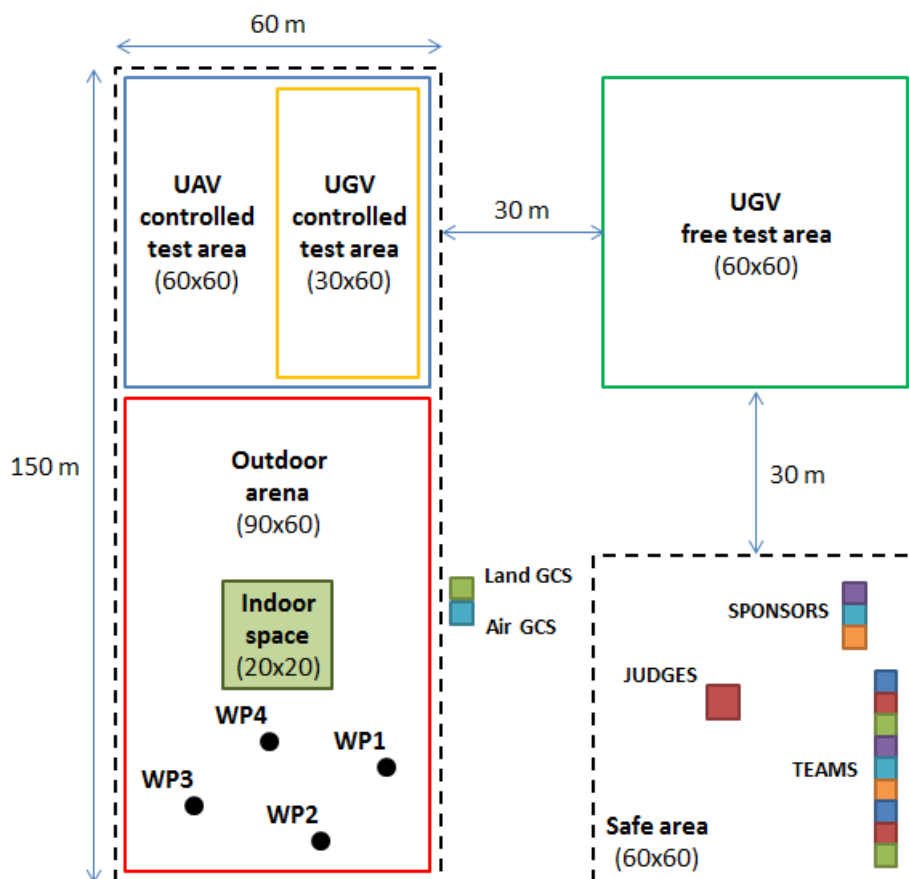 60 m
UAV
controlled
test area
(60x60)
UGV
controlled
test area
(30x60)
30 m
UGV
free test area
(60x60)
150 m
Outdoor
arena
(90x60)
30 m
Land GCS
Air GCS
Indoor
space
(20x20)
SPONSORS
JUDGES
WP4
WP1
WP3
WP2
TEAMS
Safe area
(60x60)